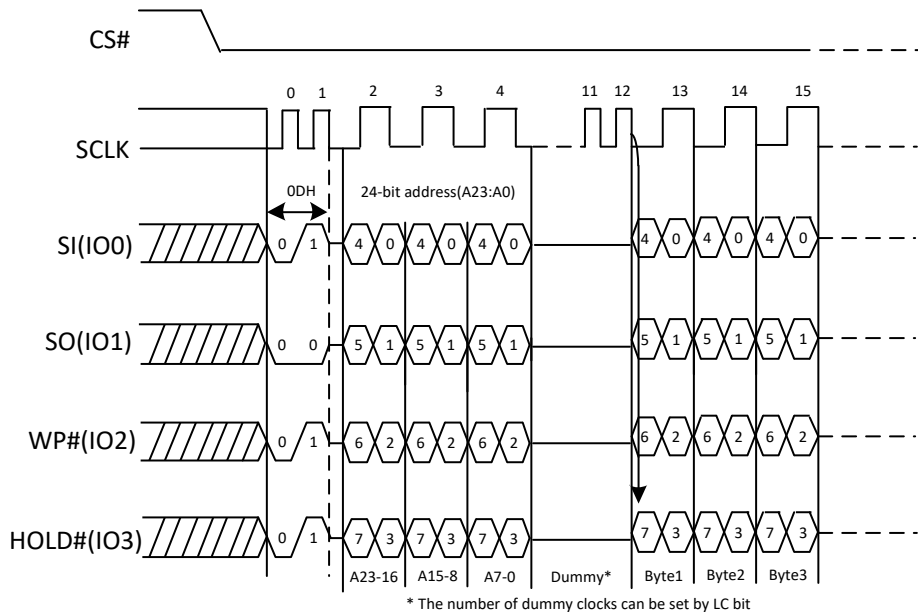 CS#
0 1 2 3 4 11 12 13 14 15
SCLK
0DH 24-bit address(A23:A0)
SI(IO0) 0 1 4 0 4 0 4 0 4 0 4 0 4 0
SO(IO1) 0 0 5 1 5 1 5 1 5 1 5 1 5 1
WP#(IO2) 0 1 6 2 6 2 6 2 6 2 6 2 6 2
HOLD#(IO3) 0 1 7 3 7 3 7 3 7 3 7 3 7 3
A23-16 A15-8 A7-0 Dummy* Byte1 Byte2 Byte3
* The number of dummy clocks can be set by LC bit